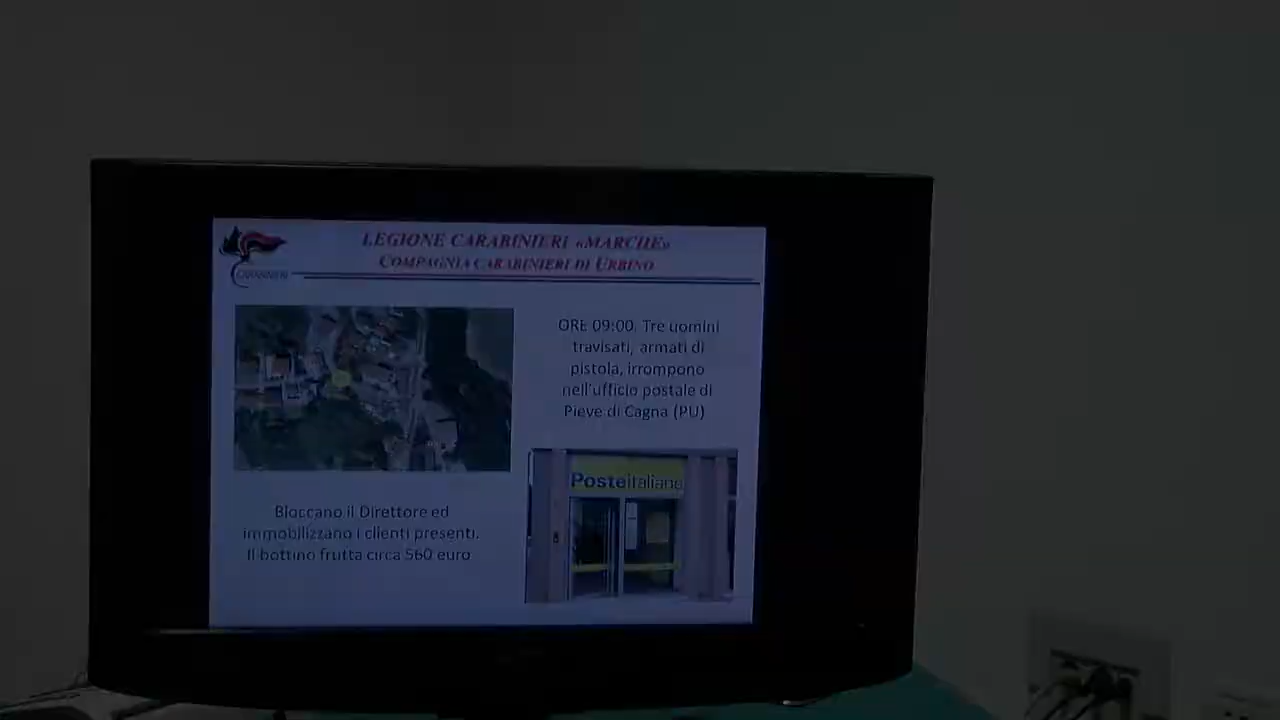 LEGIONE CARABINIERI «MARCHE»
COMPAGNIA CARABINIERI DI URBINO
CARABINIERI
ORE 09:00. Tre uomini
travisati, armati di
pistola, irrompono
nell'ufficio postale di
Pieve di Cagna (PU)
Posteitaliane
Bloccano il Direttore ed
immobilizzano i clienti presenti.
Il bottino frutta circa 560 euro